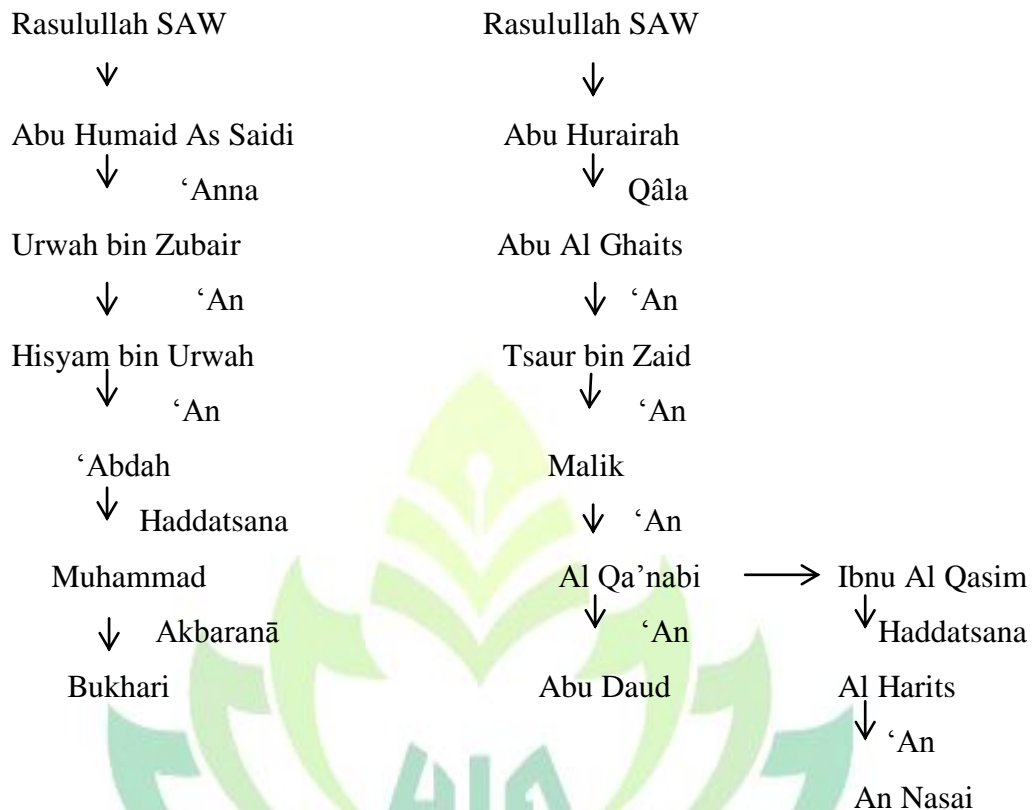 Rasulullah SAW Rasulullah SAW
Abu Humaid As Saidi Abu Hurairah
‘Anna Qâla
Urwah bin Zubair Abu Al Ghaits
‘An ‘An
Hisyam bin Urwah Tsaur bin Zaid
‘An ‘An
‘Abdah Malik
Haddatsana ‘An
Muhammad Al Qa’nabi Ibnu Al Qasim
Akbaranā ‘An Haddatsana
Bukhari Abu Daud Al Harits
‘An
An Nasai